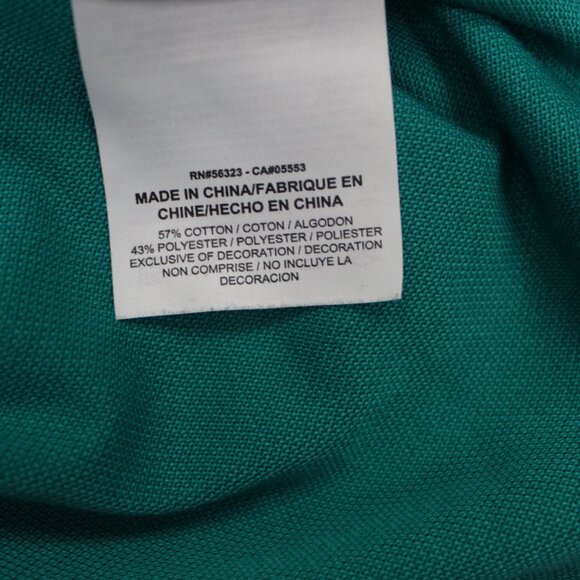 RN#56323 - CA#05553
MADE IN CHINA/FABRIQUE EN
CHINE/HECHO EN CHINA
57% COTTON / COTON / ALGODON
43% POLYESTER / POLYESTER / POLIESTER
EXCLUSIVE OF DECORATION / DECORATION
NON COMPRISE / NO INCLUYE LA
DECORACION